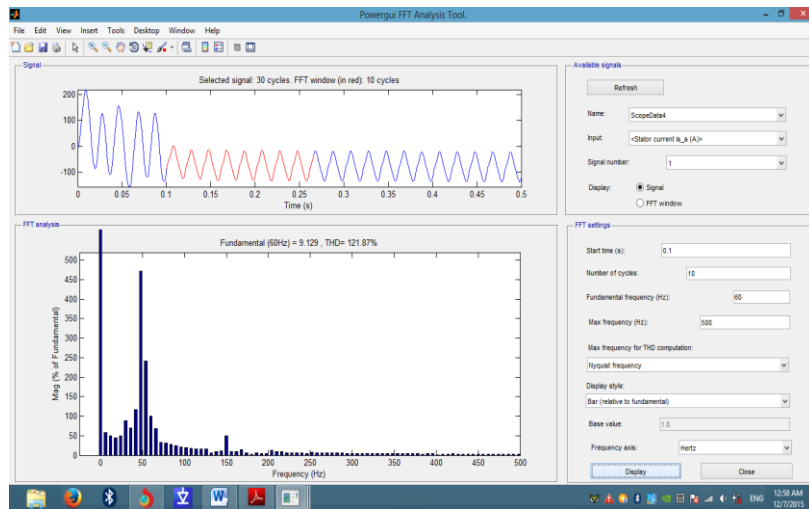 Powergui FFT Analysis Tool.
File Edit View Insert Tools Desktop Window Help
Signal
Selected signal: 30 cycles. FFT window (in red): 10 cycles
200
100
0
-100
0 0.05 0.1 0.15 0.2 0.25 0.3 0.35 0.4 0.45 0.5
Time (s)
FFT analysis
Fundamental (60Hz) = 9.129 , THD= 121.87%
Mag (% of Fundamental)
500
450
400
350
300
250
200
150
100
50
0
0 50 100 150 200 250 300 350 400 450 500
Frequency (Hz)
Available signals
Refresh
Name: ScopeData4
Input: <Stator current is_a (A)>
Signal number: 1
Display: Signal
FFT window
FFT settings
Start time (s): 0.1
Number of cycles: 10
Fundamental frequency (Hz): 60
Max frequency (Hz): 500
Max frequency for THD computation:
Nyquist frequency
Display style:
Bar (relative to fundamental)
Base value: 1.0
Frequency axis: Hertz
Display Close
W
ENG
12:58 AM
12/7/2015